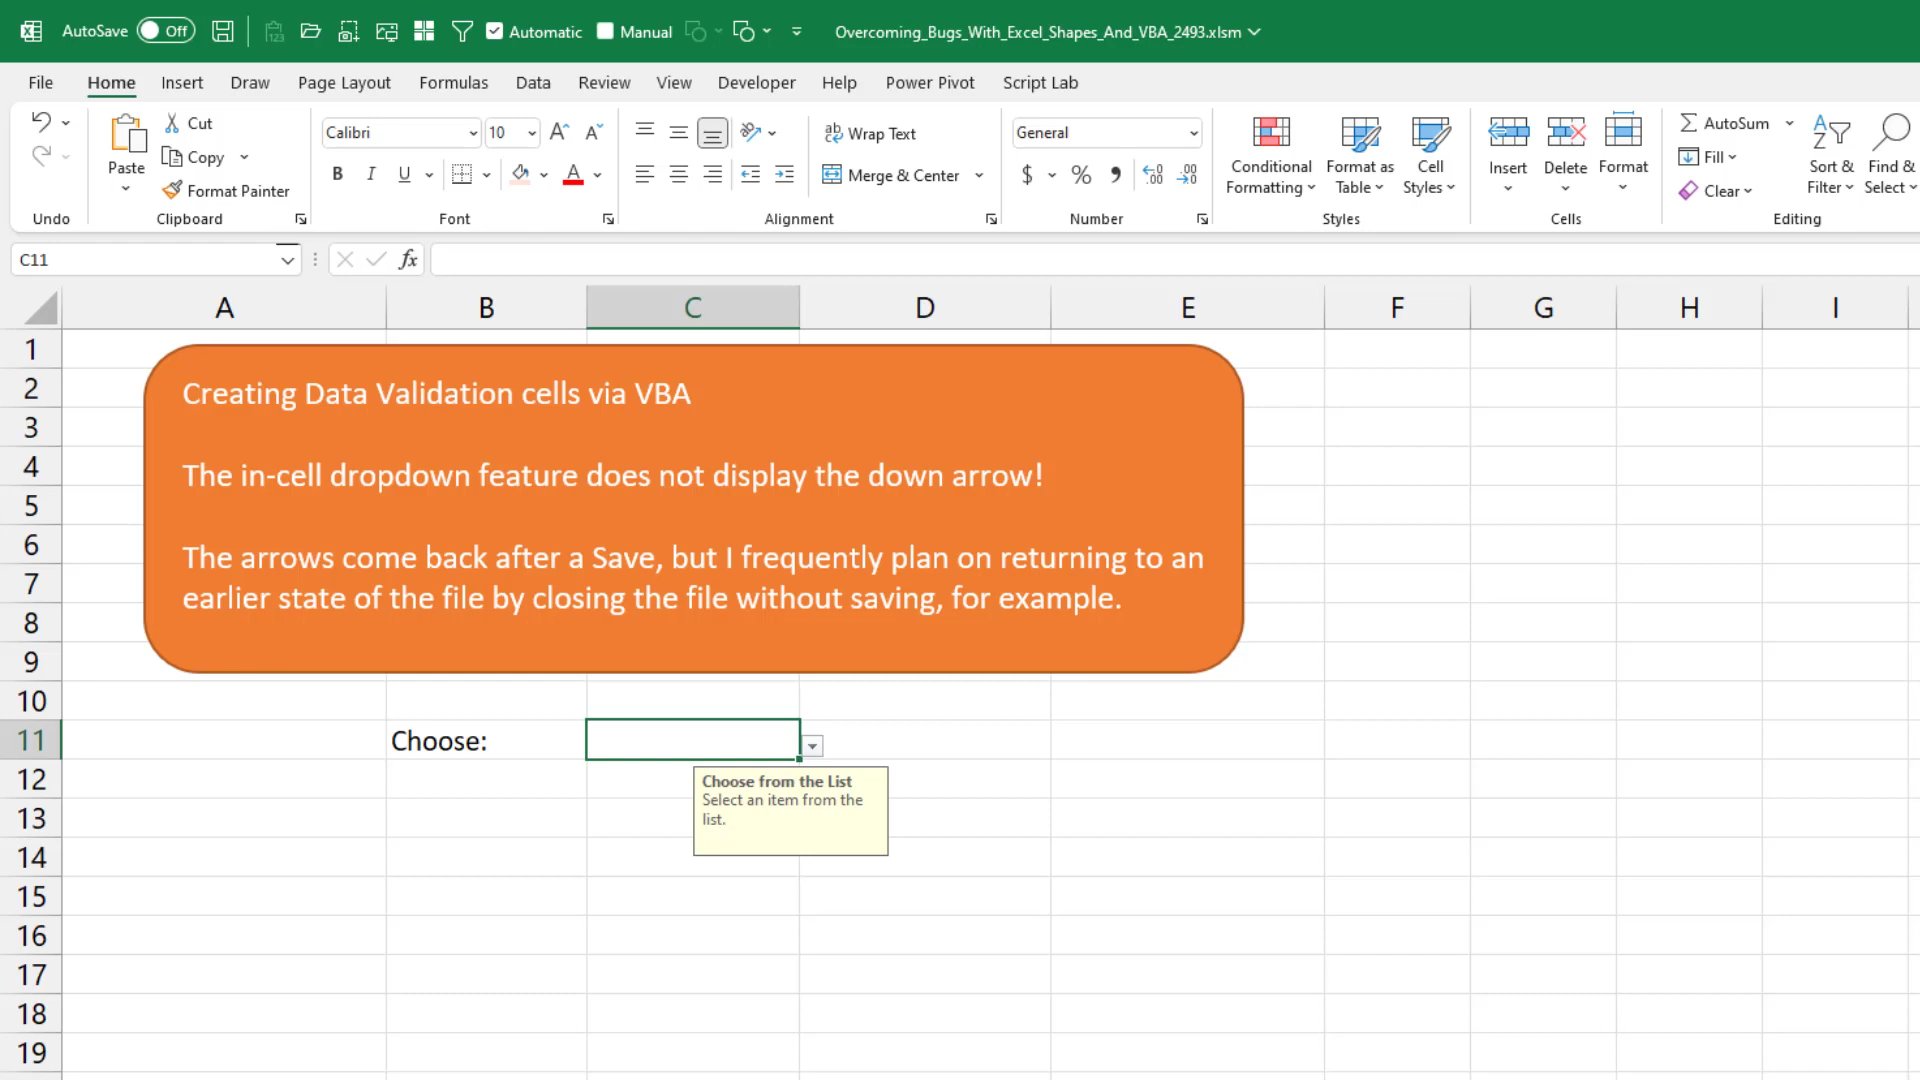 AutoSave Off Automatic Manual Overcoming_Bugs_With_Excel_Shapes_And_VBA_2493.xlsm
File Home Insert Draw Page Layout Formulas Data Review View Developer Help Power Pivot Script Lab
Paste
Cut
Copy
Format Painter
Calibri 10
B I U A
ab Wrap Text
Merge & Center
General
$ % 9
Conditional Formatting
Format as Table
Cell Styles
Insert
Delete
Format
AutoSum
Fill
Clear
Sort & Filter
Find & Select
Undo Clipboard Font Alignment Number Styles Cells Editing
C11 fx
A B C D E F G H I
1
2
3
4
5
6
7
8
9
10
11
12
13
14
15
16
17
18
19
Creating Data Validation cells via VBA
The in-cell dropdown feature does not display the down arrow!
The arrows come back after a Save, but I frequently plan on returning to an
earlier state of the file by closing the file without saving, for example.
Choose:
Choose from the List
Select an item from the
list.